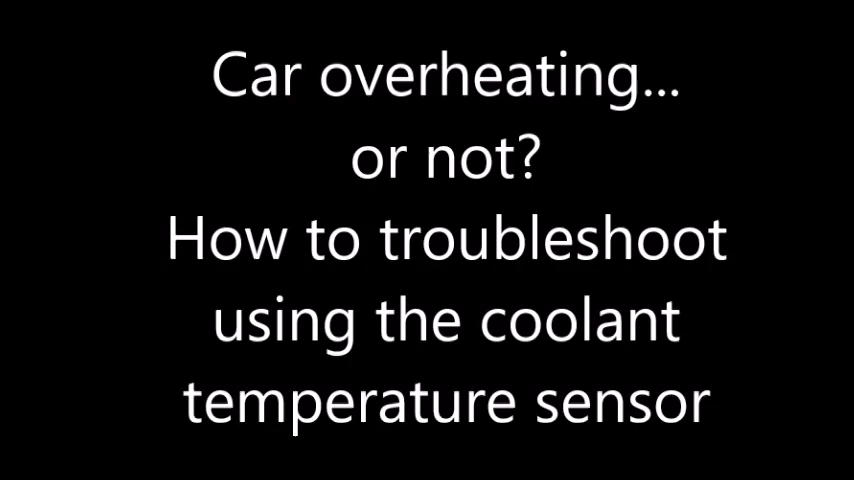 Car overheating...
or not?
How to troubleshoot
using the coolant
temperature sensor